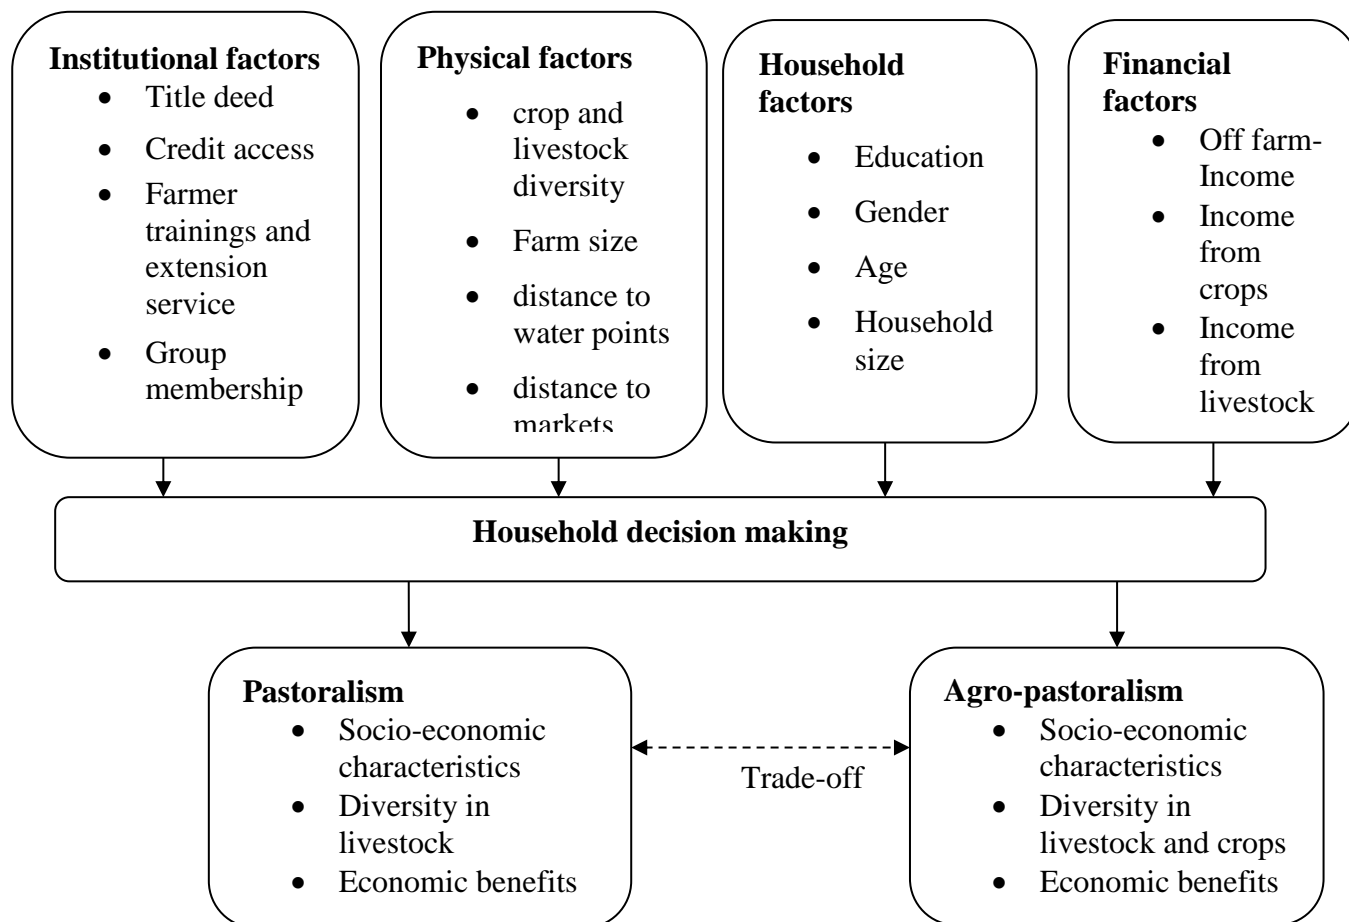 Institutional factors
• Title deed
• Credit access
• Farmer
trainings and
extension
service
• Group
membership
Physical factors
• crop and
livestock
diversity
• Farm size
• distance to
water points
• distance to
markets
Household
factors
• Education
• Gender
• Age
• Household
size
Financial
factors
• Off farm-
Income
• Income
from
crops
• Income
from
livestock
Household decision making
Pastoralism
• Socio-economic
characteristics
• Diversity in
livestock
• Economic benefits
Trade-off
Agro-pastoralism
• Socio-economic
characteristics
• Diversity in
livestock and crops
• Economic benefits